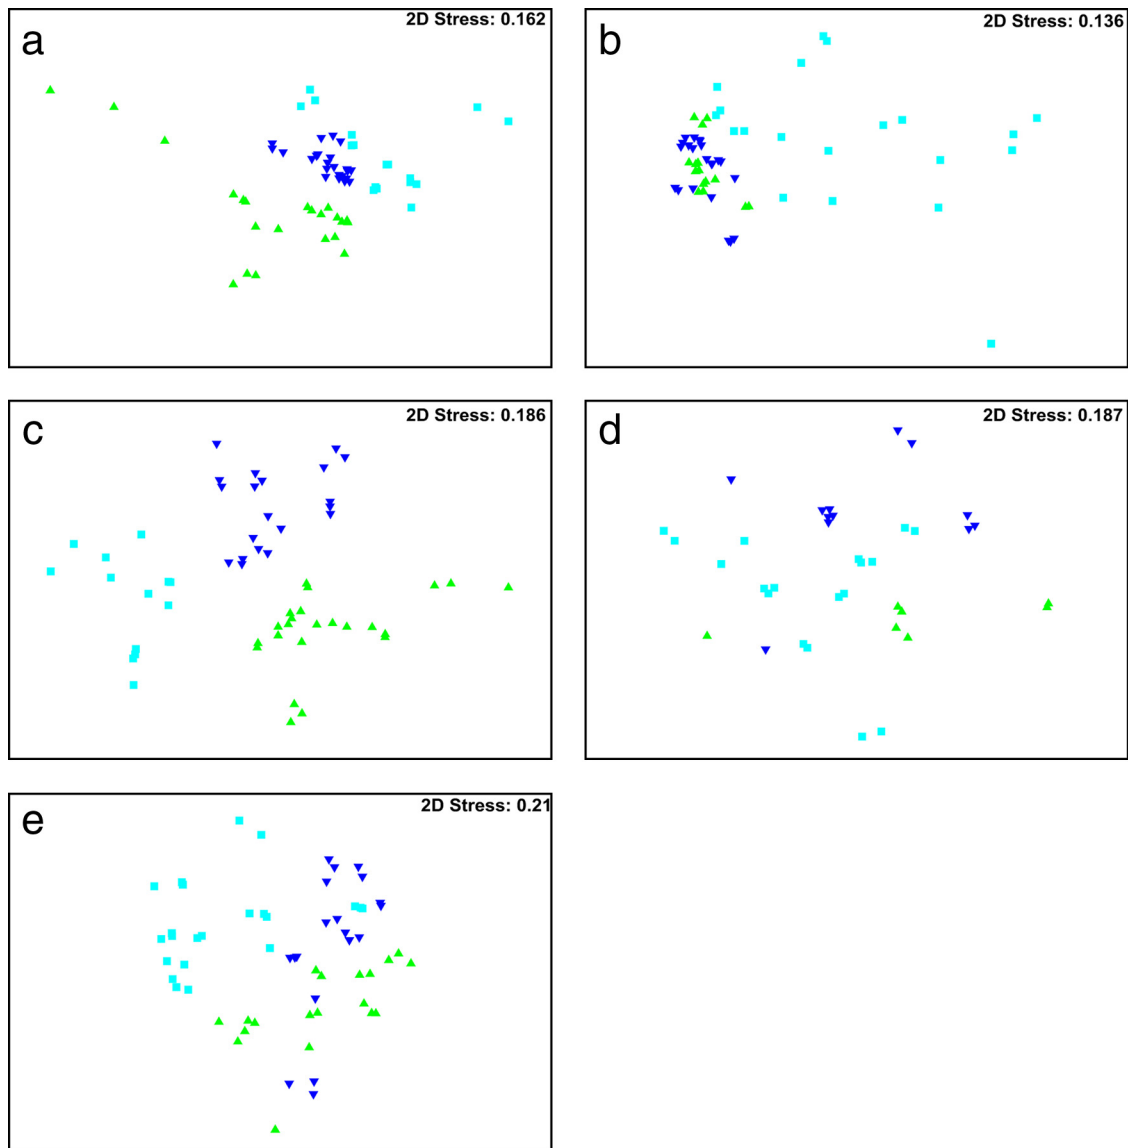 a
2D Stress: 0.162
b
2D Stress: 0.136
c
2D Stress: 0.186
d
2D Stress: 0.187
e
2D Stress: 0.21